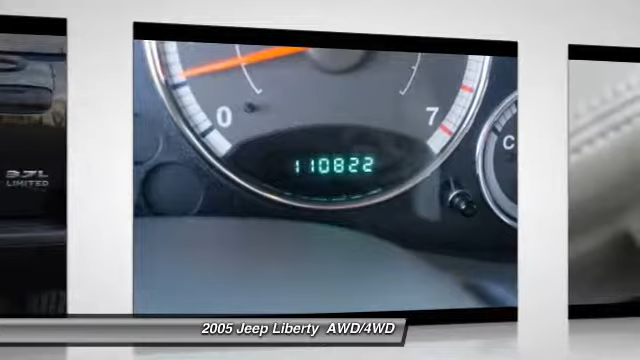 3.7L
LIMITED
0
7
110822
C
2005 Jeep Liberty AWD/4WD